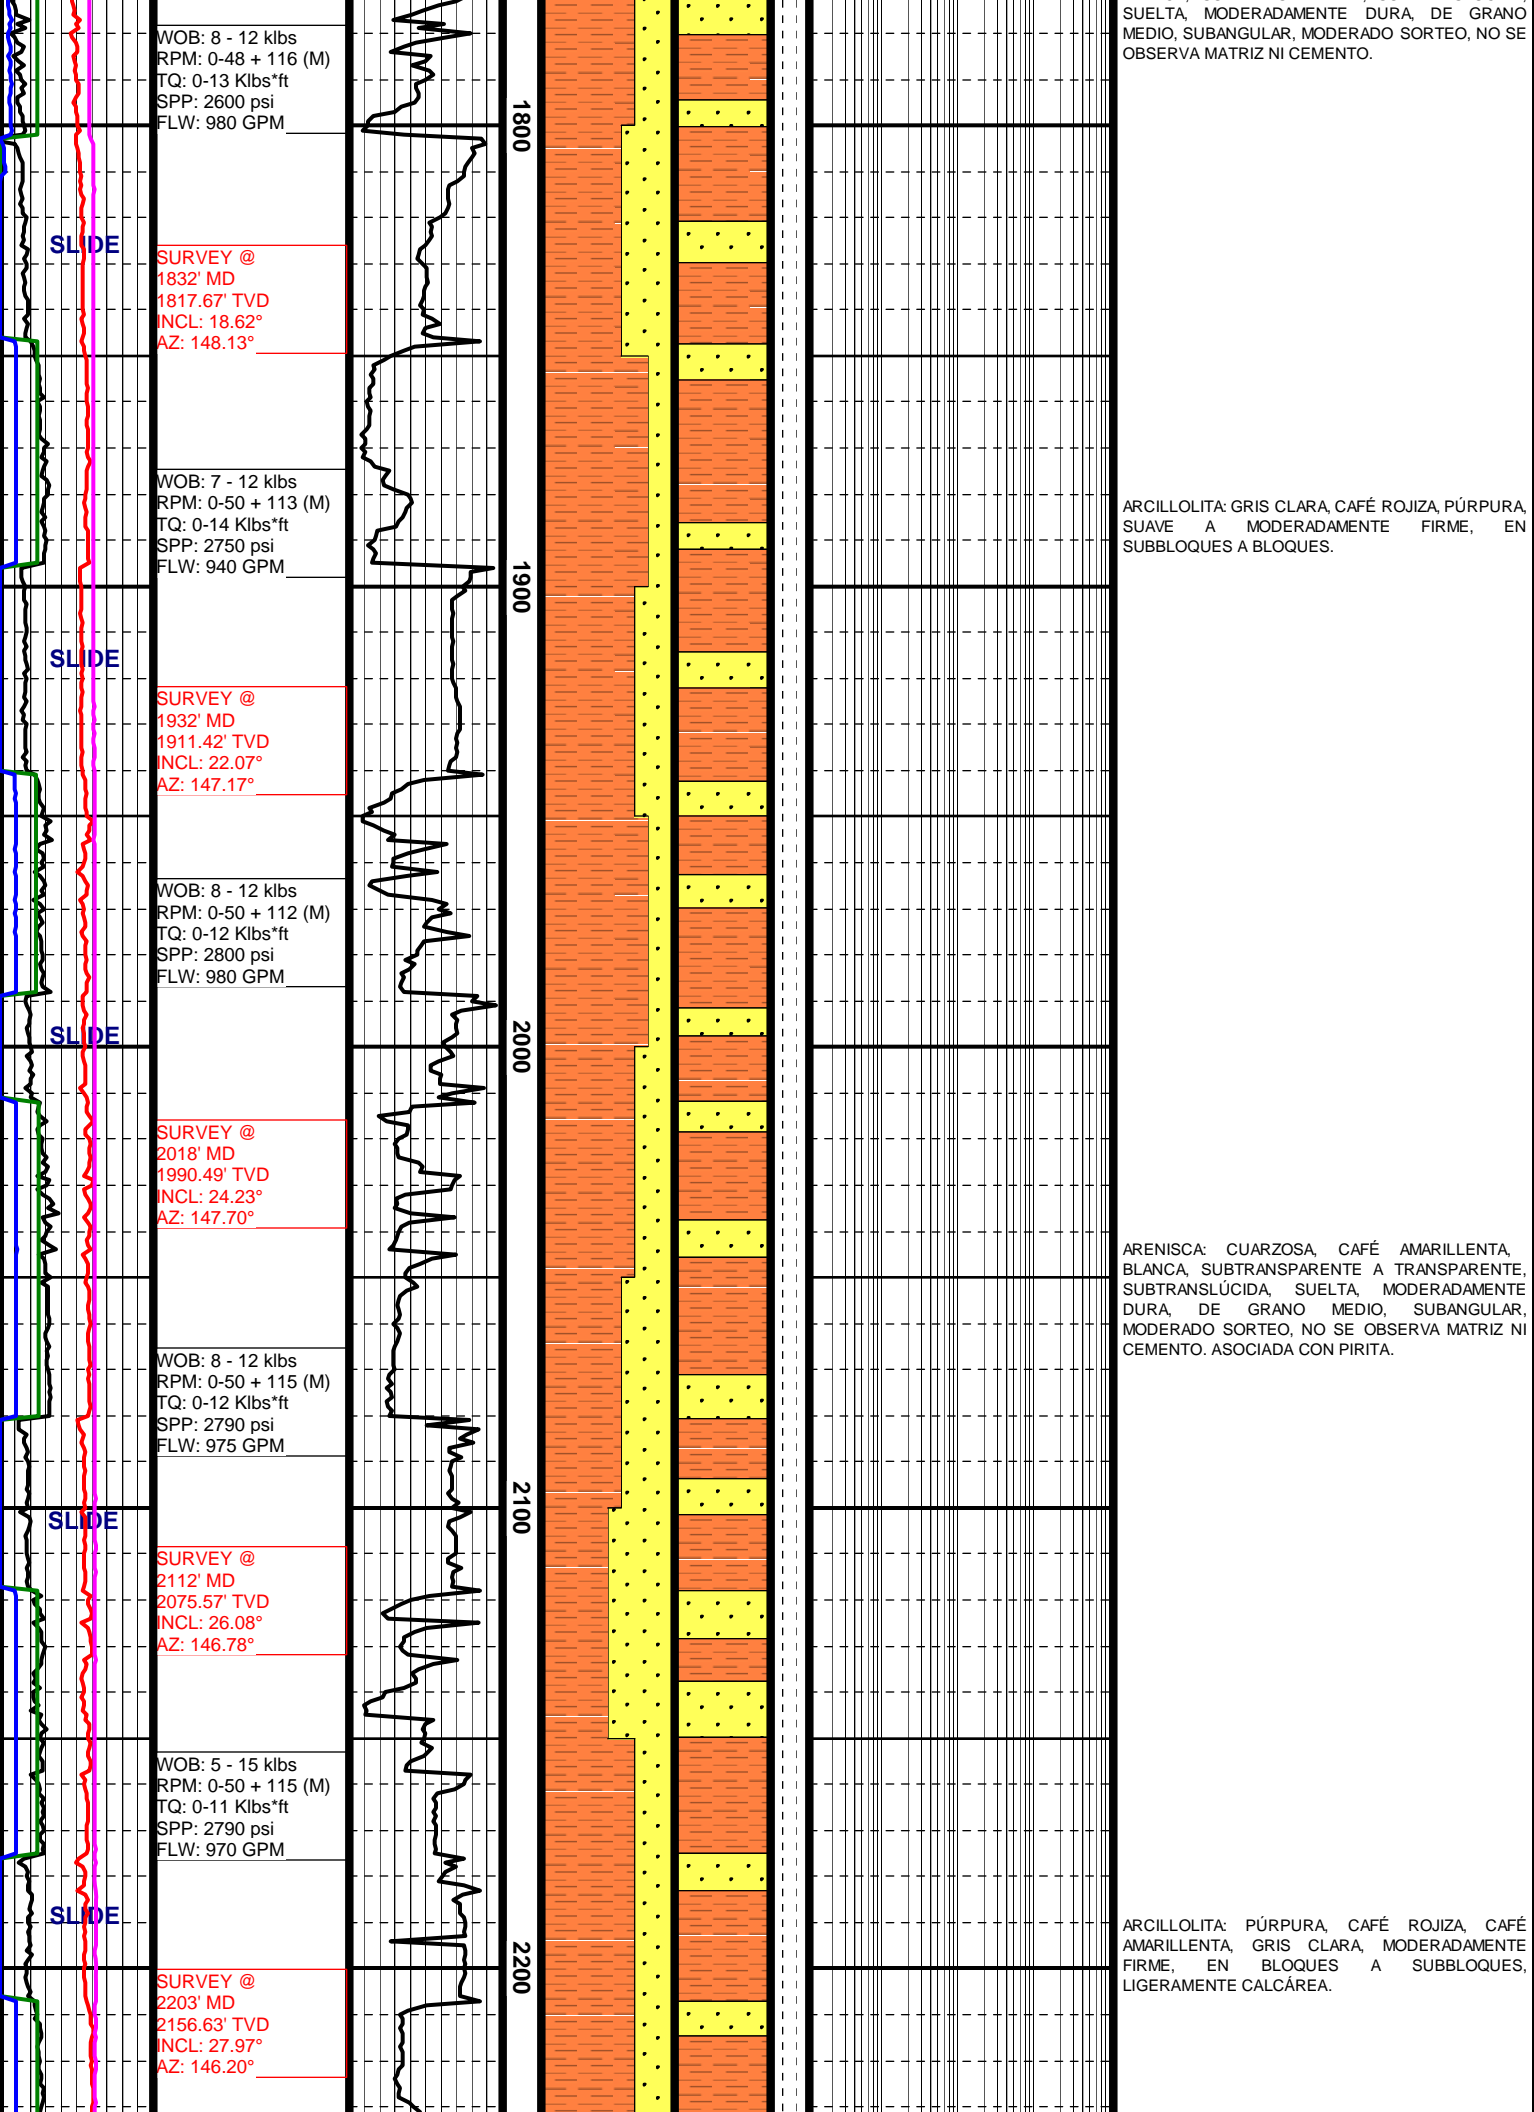 SUELTA, MODERADAMENTE DURA, DE GRANO
MEDIO, SUBANGULAR, MODERADO SORTEO, NO SE
OBSERVA MATRIZ NI CEMENTO.
WOB: 8 - 12 klbs
RPM: 0-48 + 116 (M)
TQ: 0-13 Klbs*ft
SPP: 2600 psi
FLW: 980 GPM
1800
SLIDE
SURVEY @
1832' MD
1817.67' TVD
INCL: 18.62°
AZ: 148.13°
WOB: 7 - 12 klbs
RPM: 0-50 + 113 (M)
TQ: 0-14 Klbs*ft
SPP: 2750 psi
FLW: 940 GPM
ARCILLOLITA: GRIS CLARA, CAFÉ ROJIZA, PÚRPURA,
SUAVE A MODERADAMENTE FIRME, EN
SUBBLOQUES A BLOQUES.
1900
SLIDE
SURVEY @
1932' MD
1911.42' TVD
INCL: 22.07°
AZ: 147.17°
WOB: 8 - 12 klbs
RPM: 0-50 + 112 (M)
TQ: 0-12 Klbs*ft
SPP: 2800 psi
FLW: 980 GPM
2000
SLIDE
SURVEY @
2018' MD
1990.49' TVD
INCL: 24.23°
AZ: 147.70°
ARENISCA: CUARZOSA, CAFÉ AMARILLENTA,
BLANCA, SUBTRANSPARENTE A TRANSPARENTE,
SUBTRANSLÚCIDA, SUELTA, MODERADAMENTE
DURA, DE GRANO MEDIO, SUBANGULAR,
MODERADO SORTEO, NO SE OBSERVA MATRIZ NI
CEMENTO. ASOCIADA CON PIRITA.
WOB: 8 - 12 klbs
RPM: 0-50 + 115 (M)
TQ: 0-12 Klbs*ft
SPP: 2790 psi
FLW: 975 GPM
2100
SLIDE
SURVEY @
2112' MD
2075.57' TVD
INCL: 26.08°
AZ: 146.78°
WOB: 5 - 15 klbs
RPM: 0-50 + 115 (M)
TQ: 0-11 Klbs*ft
SPP: 2790 psi
FLW: 970 GPM
SLIDE
ARCILLOLITA: PÚRPURA, CAFÉ ROJIZA, CAFÉ
AMARILLENTA, GRIS CLARA, MODERADAMENTE
FIRME, EN BLOQUES A SUBBLOQUES,
LIGERAMENTE CALCÁREA.
2200
SURVEY @
2203' MD
2156.63' TVD
INCL: 27.97°
AZ: 146.20°